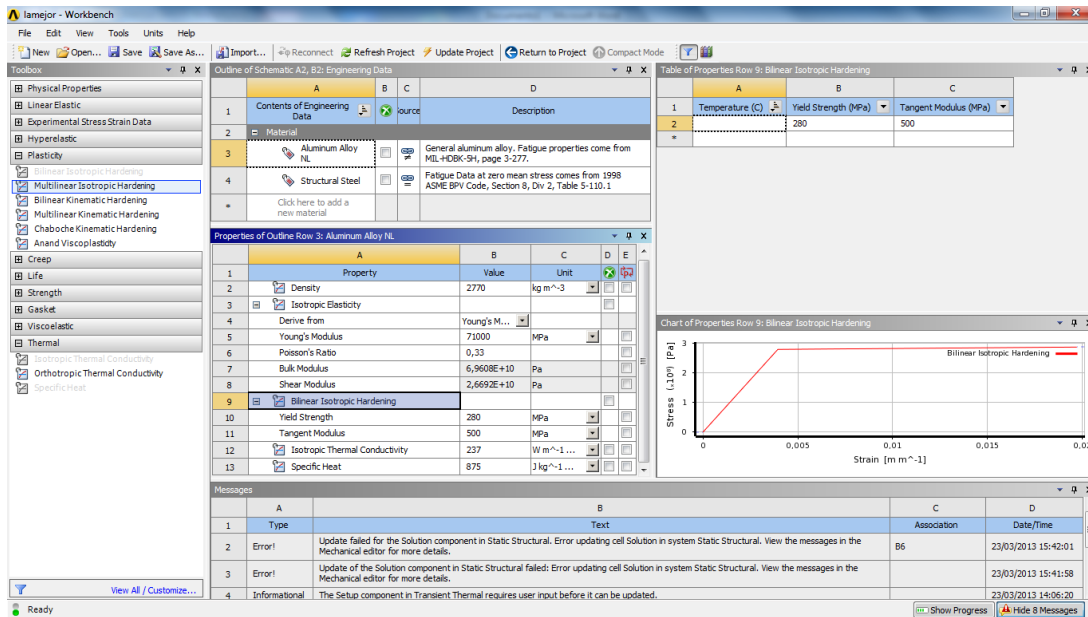 lamejor - Workbench
File Edit View Tools Units Help
New Open... Save Save As... Import... Reconnect Refresh Project Update Project Return to Project Compact Mode
Toolbox
Physical Properties
Linear Elastic
Experimental Stress Strain Data
Hyperelastic
Plasticity
Bilinear Isotropic Hardening
Multilinear Isotropic Hardening
Bilinear Kinematic Hardening
Multilinear Kinematic Hardening
Chaboche Kinematic Hardening
Anand Viscoplasticity
Creep
Life
Strength
Gasket
Viscoelastic
Thermal
Isotropic Thermal Conductivity
Orthotropic Thermal Conductivity
Specific Heat
View All / Customize...
Outline of Schematic A2, B2: Engineering Data
A B C D
1 Contents of Engineering Data ource Description
2 Material
3 Aluminum Alloy NL General aluminum alloy. Fatigue properties come from
MIL-HDBK-5H, page 3-277.
4 Structural Steel Fatigue Data at zero mean stress comes from 1998
ASME BPV Code, Section 8, Div 2, Table 5-110.1
* Click here to add a
new material
Properties of Outline Row 3: Aluminum Alloy NL
A B C D E
1 Property Value Unit
2 Density 2770 kg m^-3
3 Isotropic Elasticity
4 Derive from Young's M...
5 Young's Modulus 71000 MPa
6 Poisson's Ratio 0,33
7 Bulk Modulus 6,9608E+10 Pa
8 Shear Modulus 2,6692E+10 Pa
9 Bilinear Isotropic Hardening
10 Yield Strength 280 MPa
11 Tangent Modulus 500 MPa
12 Isotropic Thermal Conductivity 237 W m^-1 ...
13 Specific Heat 875 J kg^-1 ...
Table of Properties Row 9: Bilinear Isotropic Hardening
A B C
1 Temperature (C) Yield Strength (MPa) Tangent Modulus (MPa)
2 280 500
*
Chart of Properties Row 9: Bilinear Isotropic Hardening
Stress (.10⁸) [Pa]
3
2
1
0
Bilinear Isotropic Hardening
0 0,005 0,01 0,015 0,0
Strain [m m^-1]
Messages
A B C D
1 Type Text Association Date/Time
2 Error! Update failed for the Solution component in Static Structural. Error updating cell Solution in system Static Structural. View the messages in the
Mechanical editor for more details. B6 23/03/2013 15:42:01
3 Error! Update of the Solution component in Static Structural failed: Error updating cell Solution in system Static Structural. View the messages in the
Mechanical editor for more details. 23/03/2013 15:41:58
4 Informational The Setup component in Transient Thermal requires user input before it can be updated. 23/03/2013 14:06:20
Ready Show Progress Hide 8 Messages